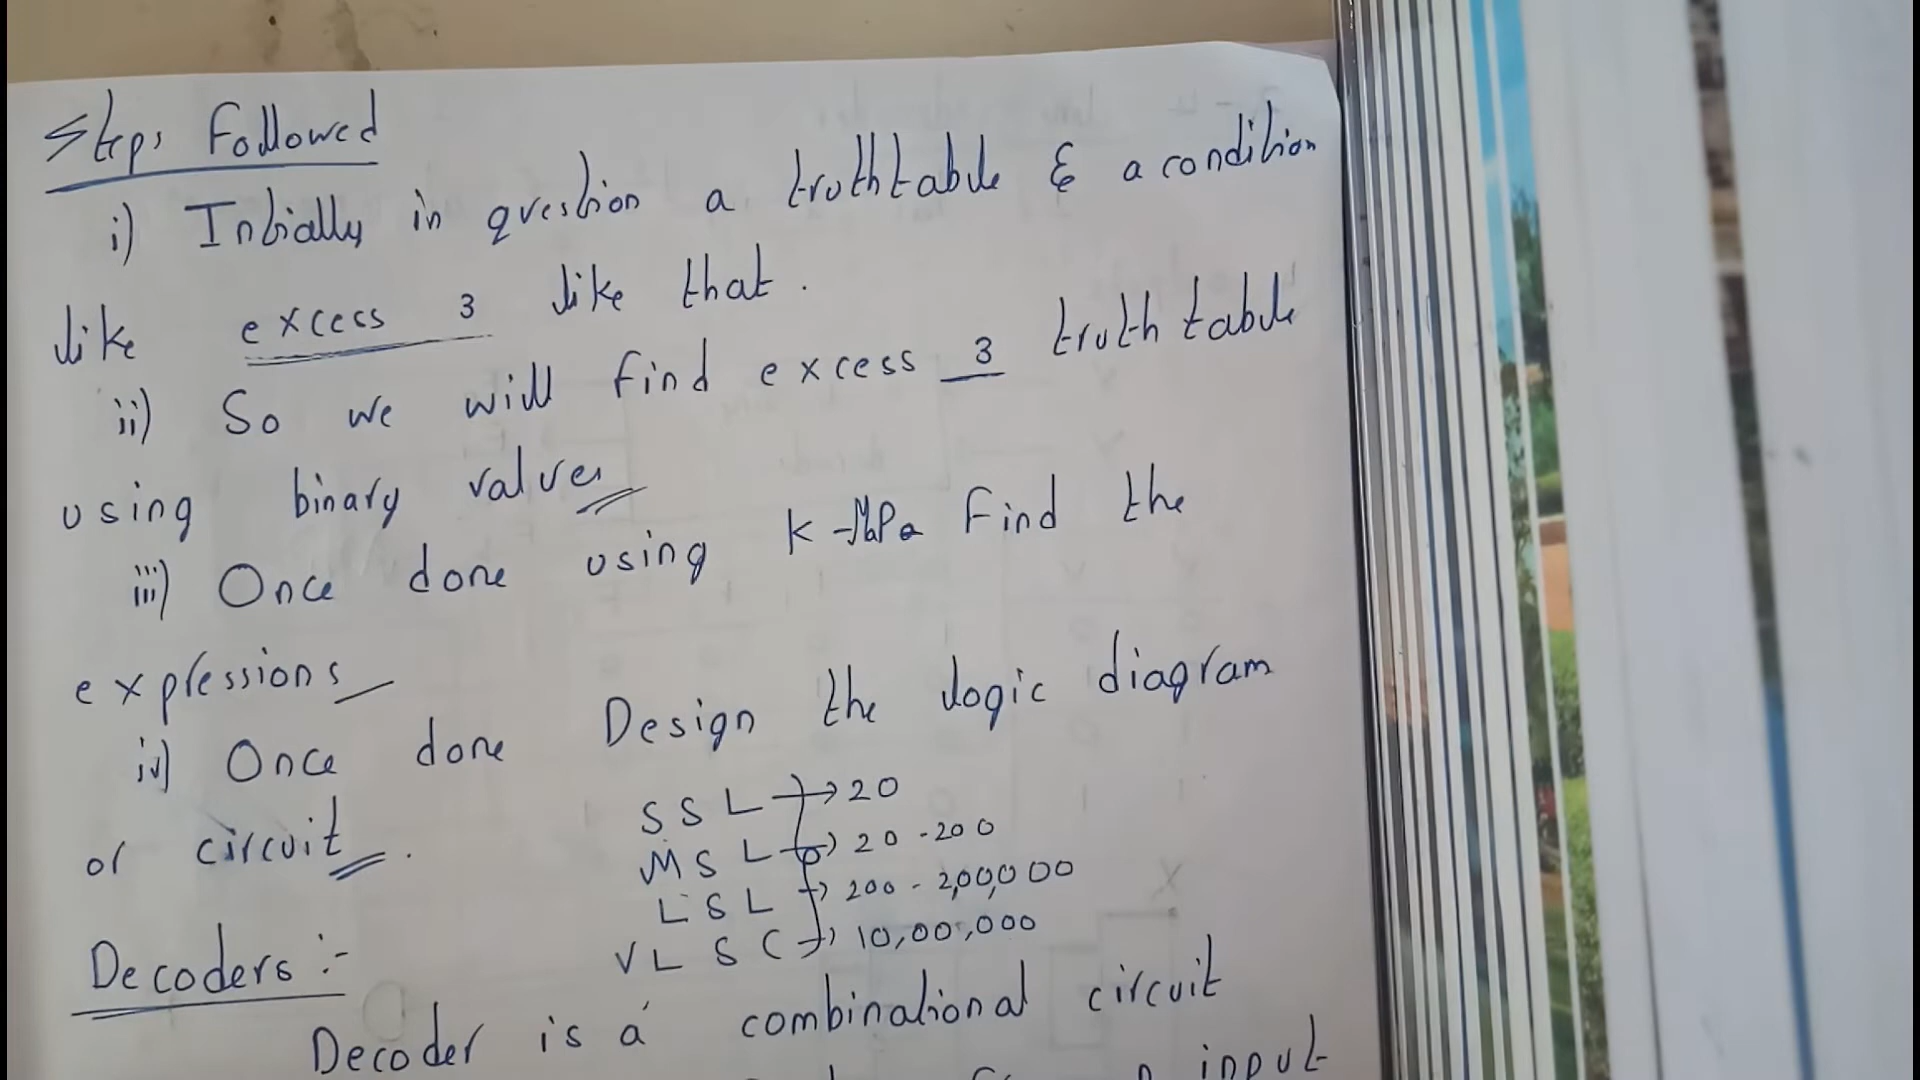 Steps Followed
i) Initially in question a truthtable & a condition
like excess 3 like that.
ii) So we will find excess 3 truth table
using binary values
iii) Once done using K-Map find the
expressions
iv) Once done Design the logic diagram
or circuit.
SSL → 20
MSL → 20-200
LSL → 200-2,00,000
VLSC → 10,00,000
Decoders :-
Decoder is a combinational circuit
input